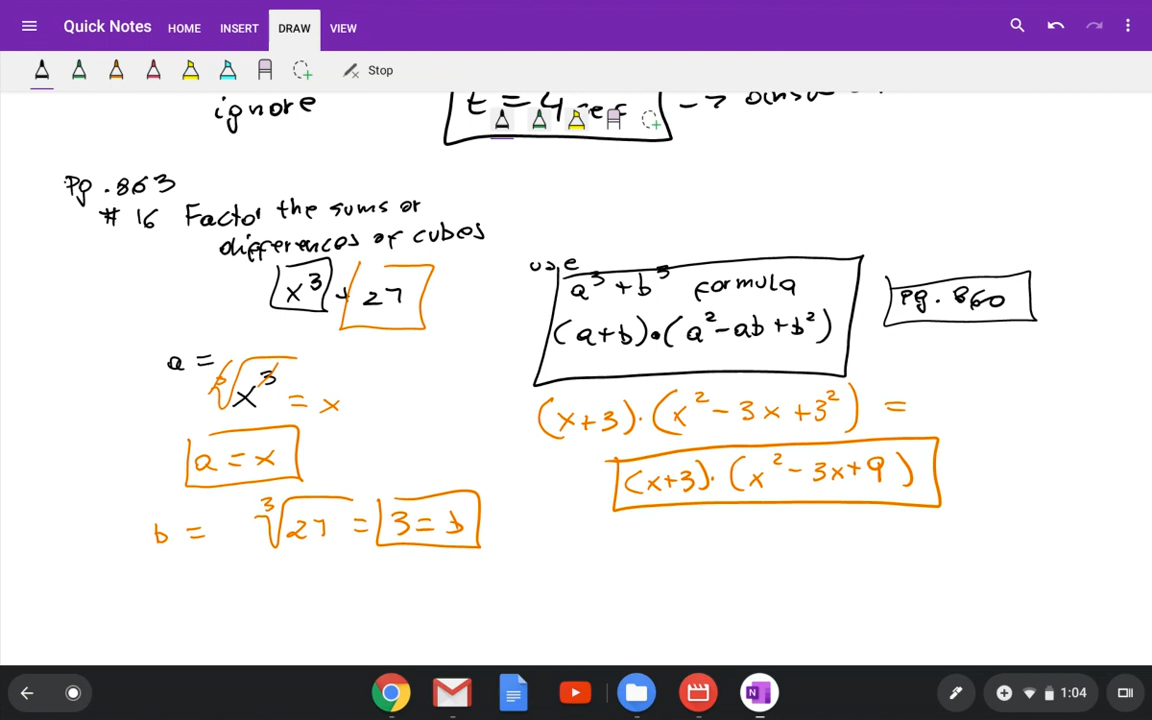 Quick Notes HOME INSERT DRAW VIEW
Stop
ignore
t = 4 sec →
Pg. 863
# 16 Factor the sums or
differences of cubes
x³ + 27
use
a³ + b³ formula
(a+b)•(a²-ab+b²)
Pg. 860
a =
∛x³ = x
(x+3)·(x²-3x+3²) =
a = x
(x+3)·(x²-3x+9)
b = ∛27 = 3 = b
1:04